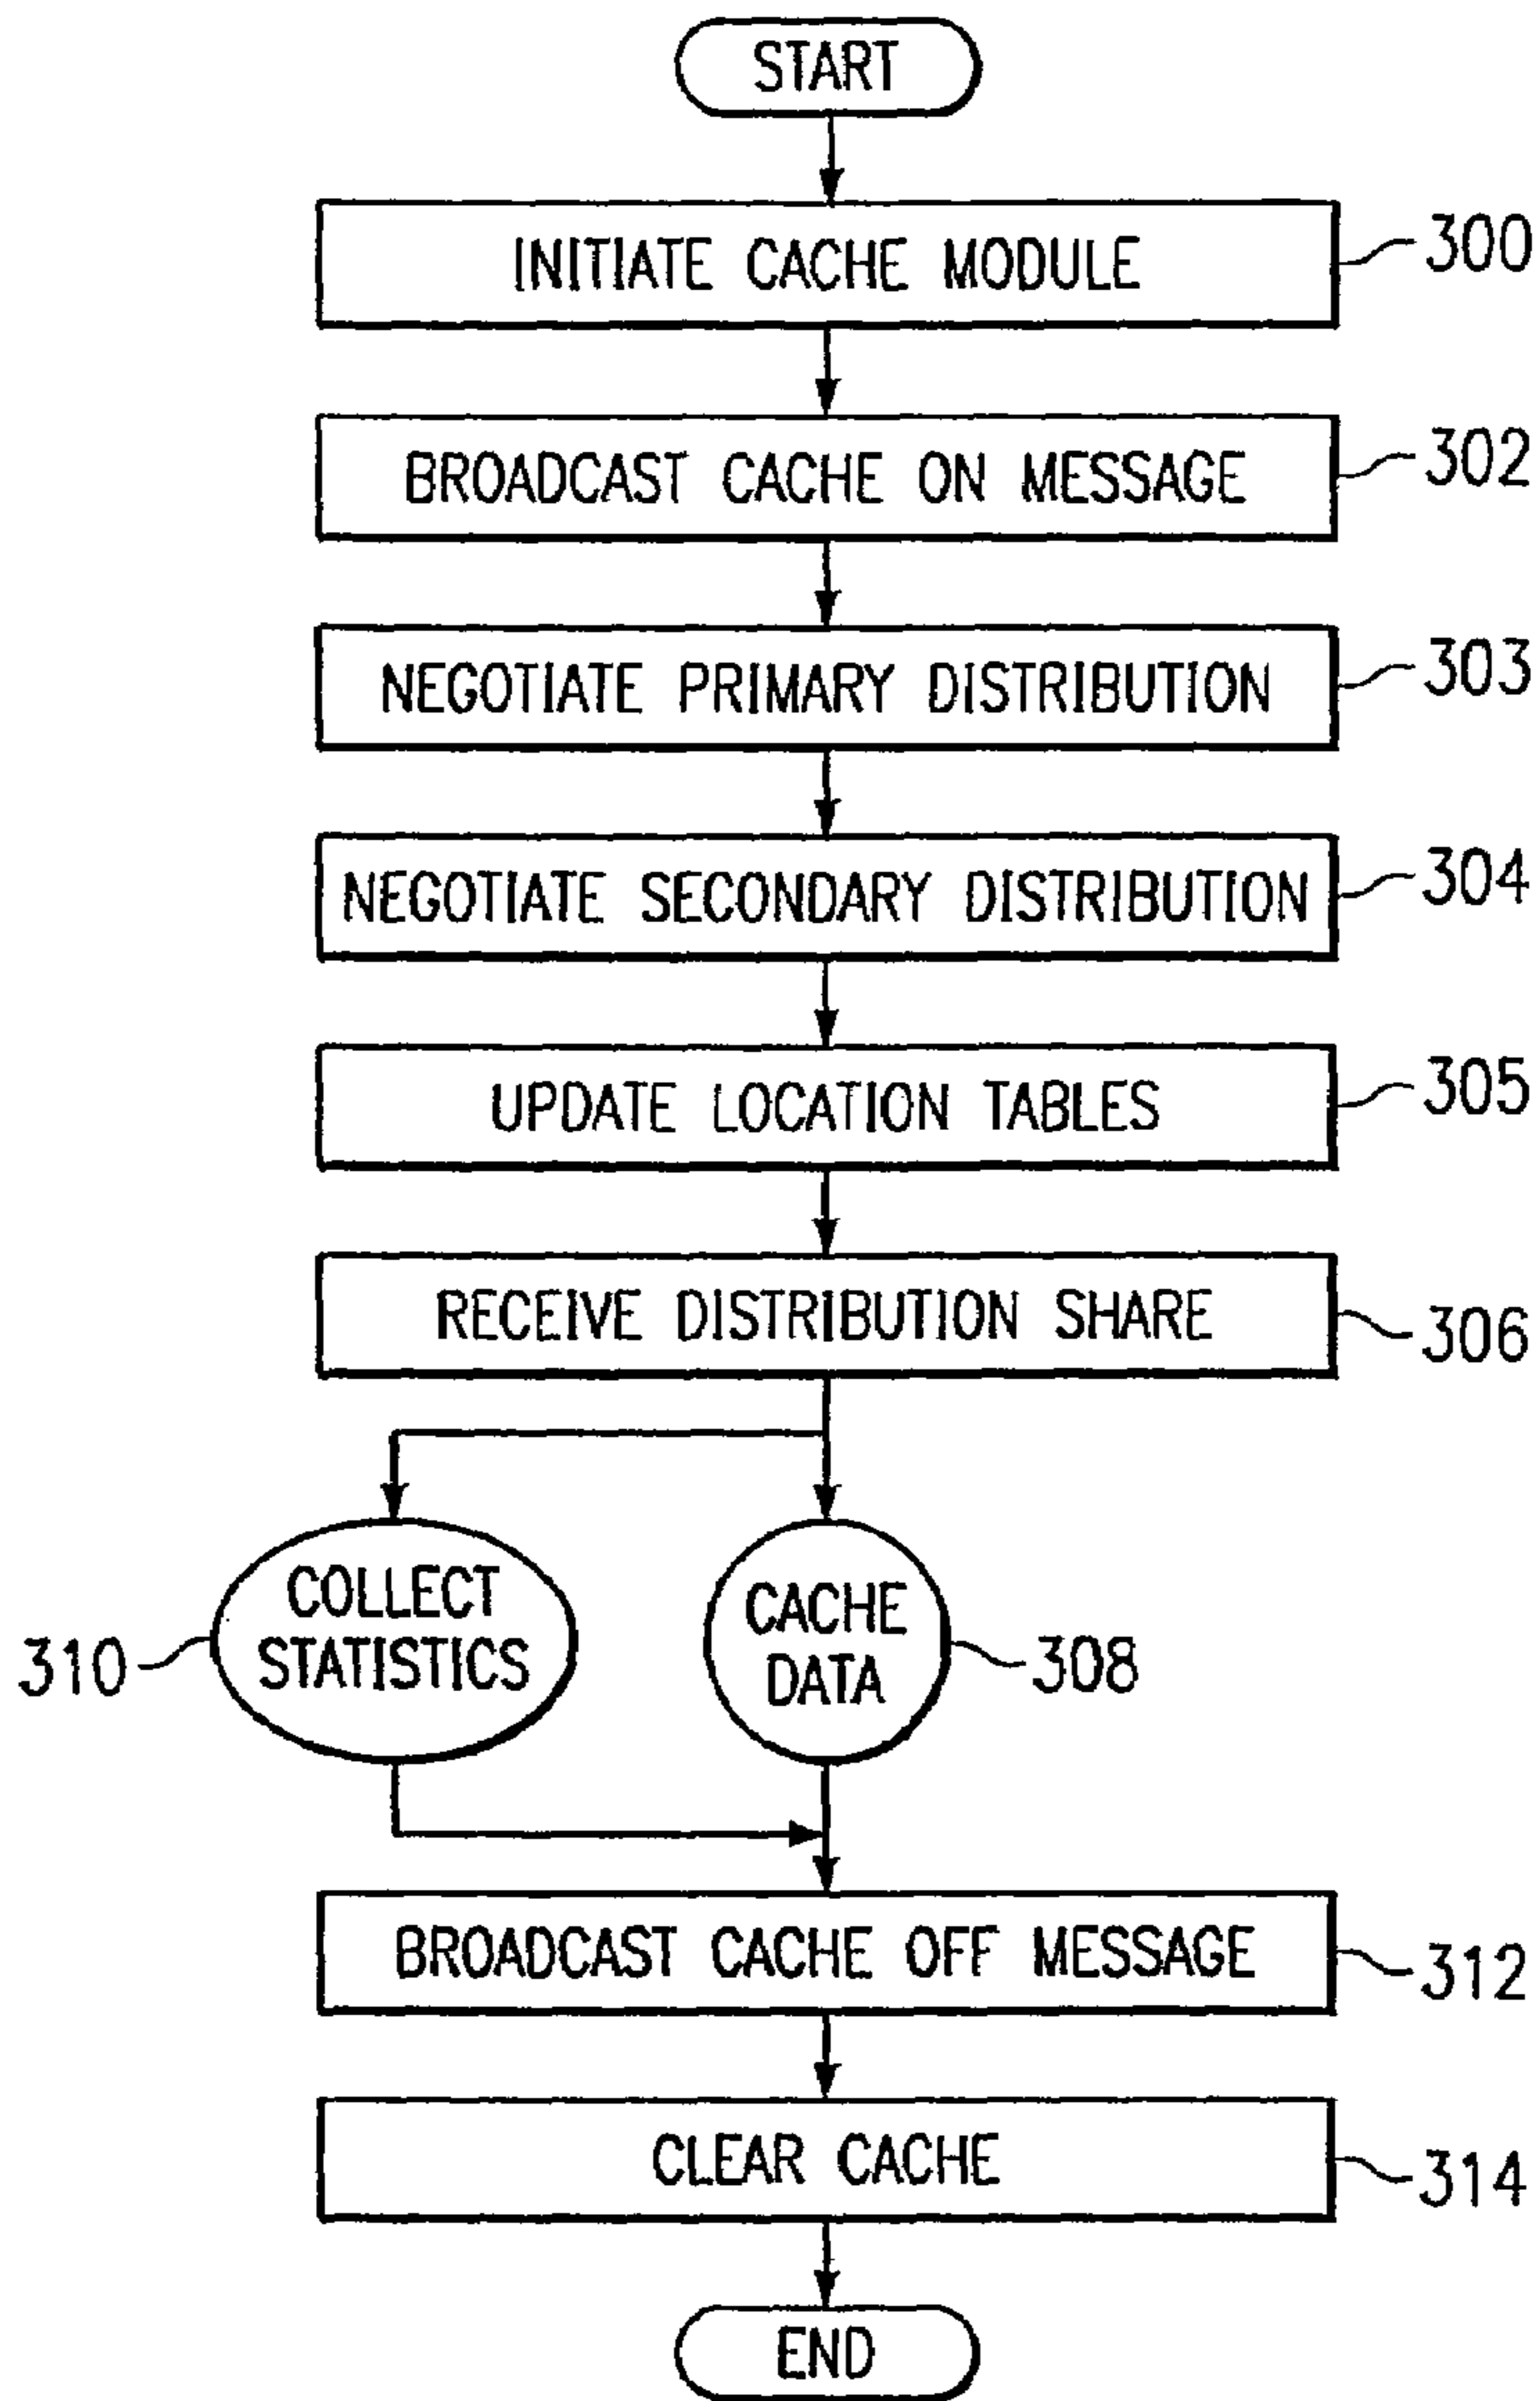 START
INITIATE CACHE MODULE
300
BROADCAST CACHE ON MESSAGE
302
NEGOTIATE PRIMARY DISTRIBUTION
303
NEGOTIATE SECONDARY DISTRIBUTION
304
UPDATE LOCATION TABLES
305
RECEIVE DISTRIBUTION SHARE
306
310
COLLECT
STATISTICS
CACHE
DATA
308
BROADCAST CACHE OFF MESSAGE
312
CLEAR CACHE
314
END